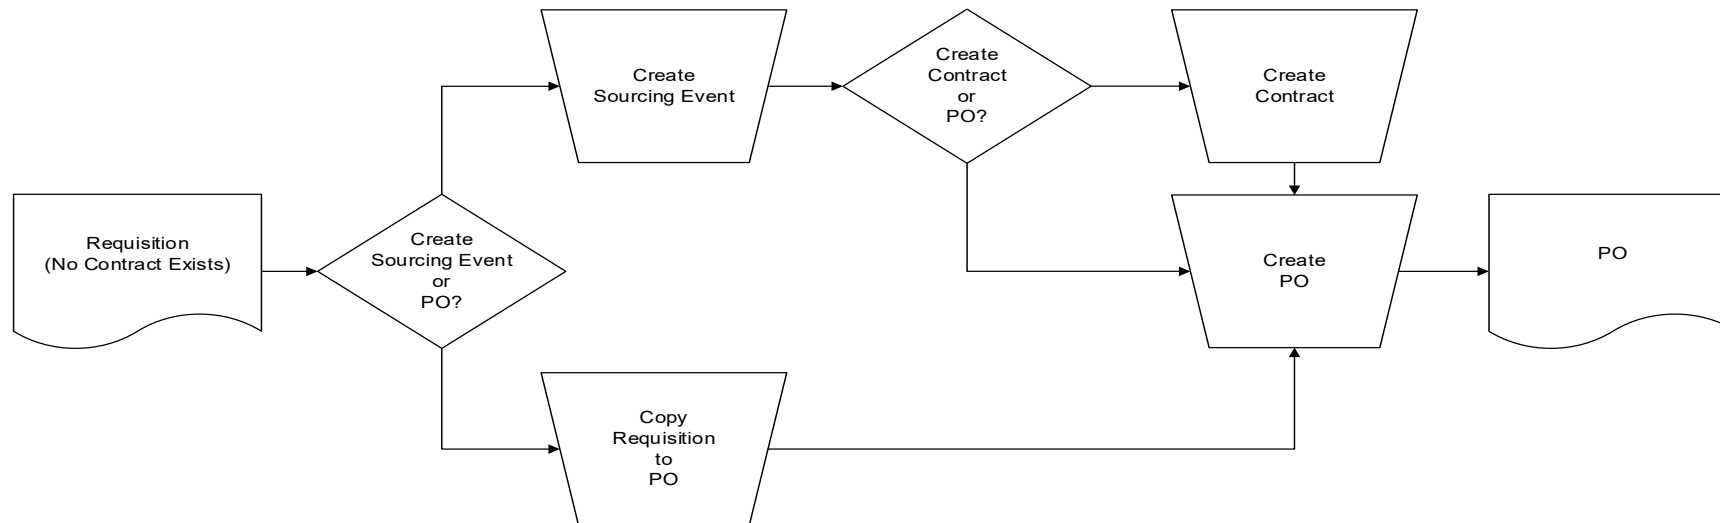 Requisition
(No Contract Exists)
Create
Sourcing Event
or
PO?
Create
Sourcing Event
Create
Contract
or
PO?
Create
Contract
Create
PO
PO
Copy
Requisition
to
PO